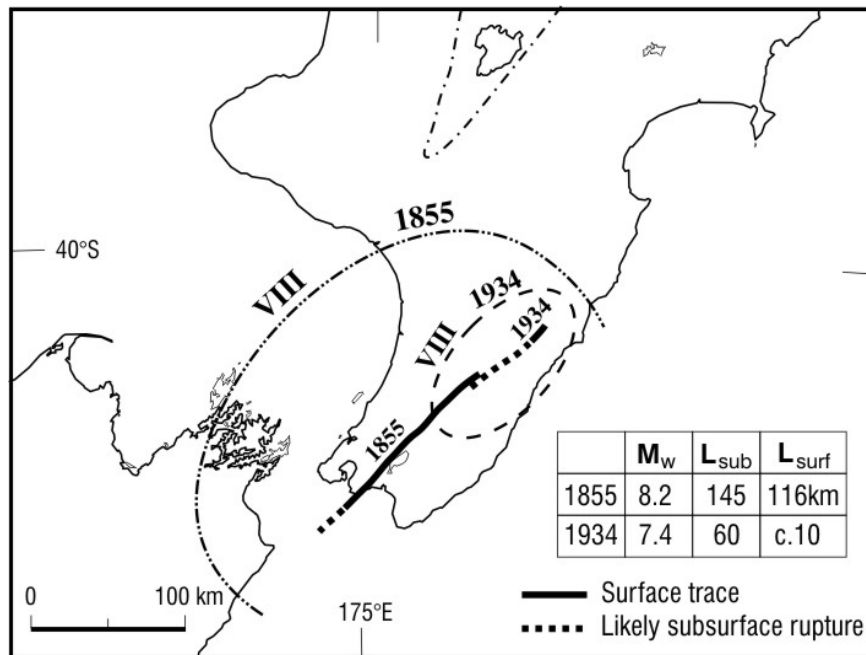 1855
40°S
VIII
1934
1934
VIII
1855
M_w L_sub L_surf
1855 8.2 145 116km
1934 7.4 60 c.10
0 100 km
175°E
Surface trace
Likely subsurface rupture